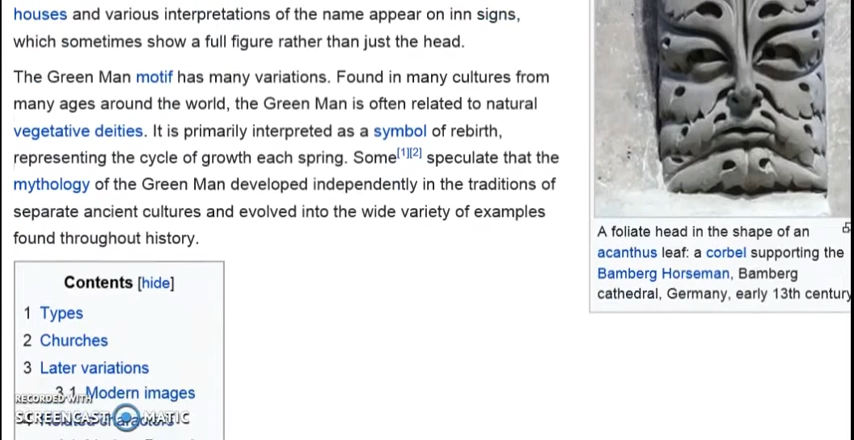 houses and various interpretations of the name appear on inn signs,
which sometimes show a full figure rather than just the head.
The Green Man motif has many variations. Found in many cultures from
many ages around the world, the Green Man is often related to natural
vegetative deities. It is primarily interpreted as a symbol of rebirth,
representing the cycle of growth each spring. Some[1][2] speculate that the
mythology of the Green Man developed independently in the traditions of
separate ancient cultures and evolved into the wide variety of examples
found throughout history.
A foliate head in the shape of an
acanthus leaf: a corbel supporting the
Bamberg Horseman, Bamberg
cathedral, Germany, early 13th century
Contents [hide]
1 Types
2 Churches
3 Later variations
3.1 Modern images
RECORDED WITH
SCREENCAST MATIC